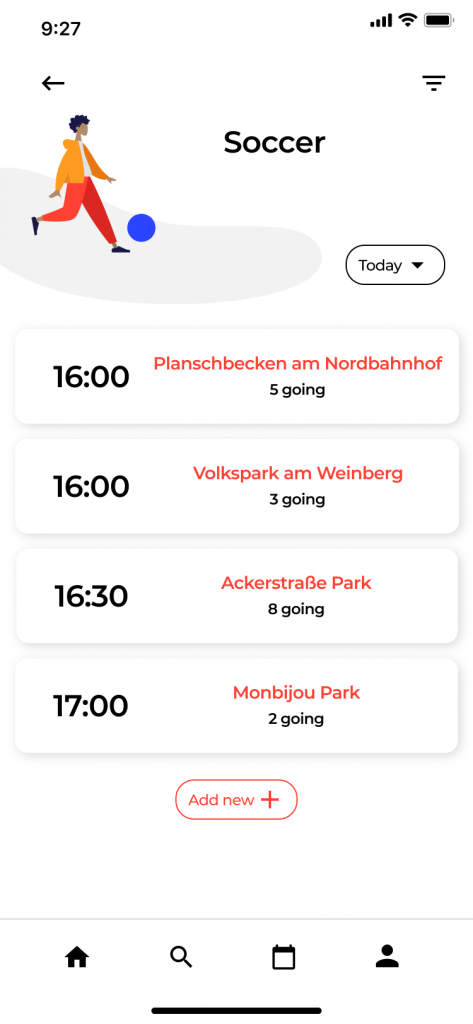 9:27
Soccer
Today
16:00
Planschbecken am Nordbahnhof
5 going
16:00
Volkspark am Weinberg
3 going
16:30
Ackerstraße Park
8 going
17:00
Monbijou Park
2 going
Add new